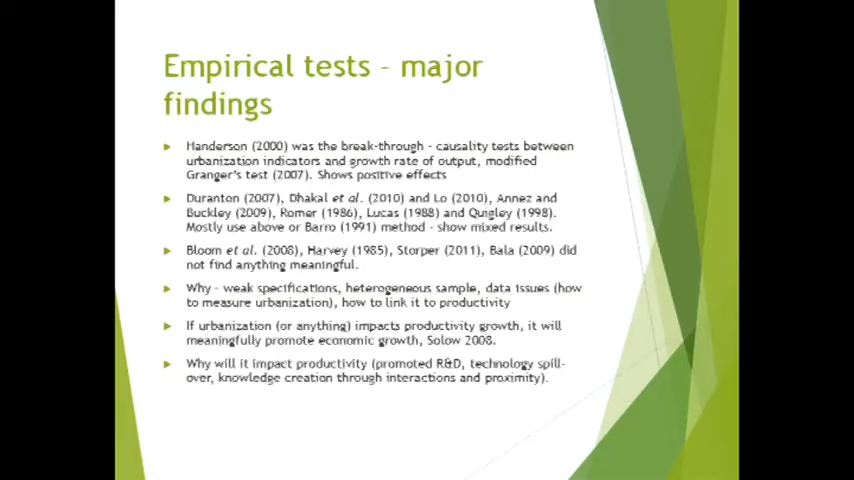 Empirical tests – major
findings
Handerson (2000) was the break-through - causality tests between
urbanization indicators and growth rate of output, modified
Granger's test (2007). Shows positive effects
Duranton (2007), Dhakal et al. (2010) and Lo (2010), Annez and
Buckley (2009), Romer (1986), Lucas (1988) and Quigley (1998).
Mostly use above or Barro (1991) method - show mixed results.
Bloom et al. (2008), Harvey (1985), Storper (2011), Bala (2009) did
not find anything meaningful.
Why – weak specifications, heterogeneous sample, data issues (how
to measure urbanization), how to link it to productivity
If urbanization (or anything) impacts productivity growth, it will
meaningfully promote economic growth, Solow 2008.
Why will it impact productivity (promoted R&D, technology spill-
over, knowledge creation through interactions and proximity).